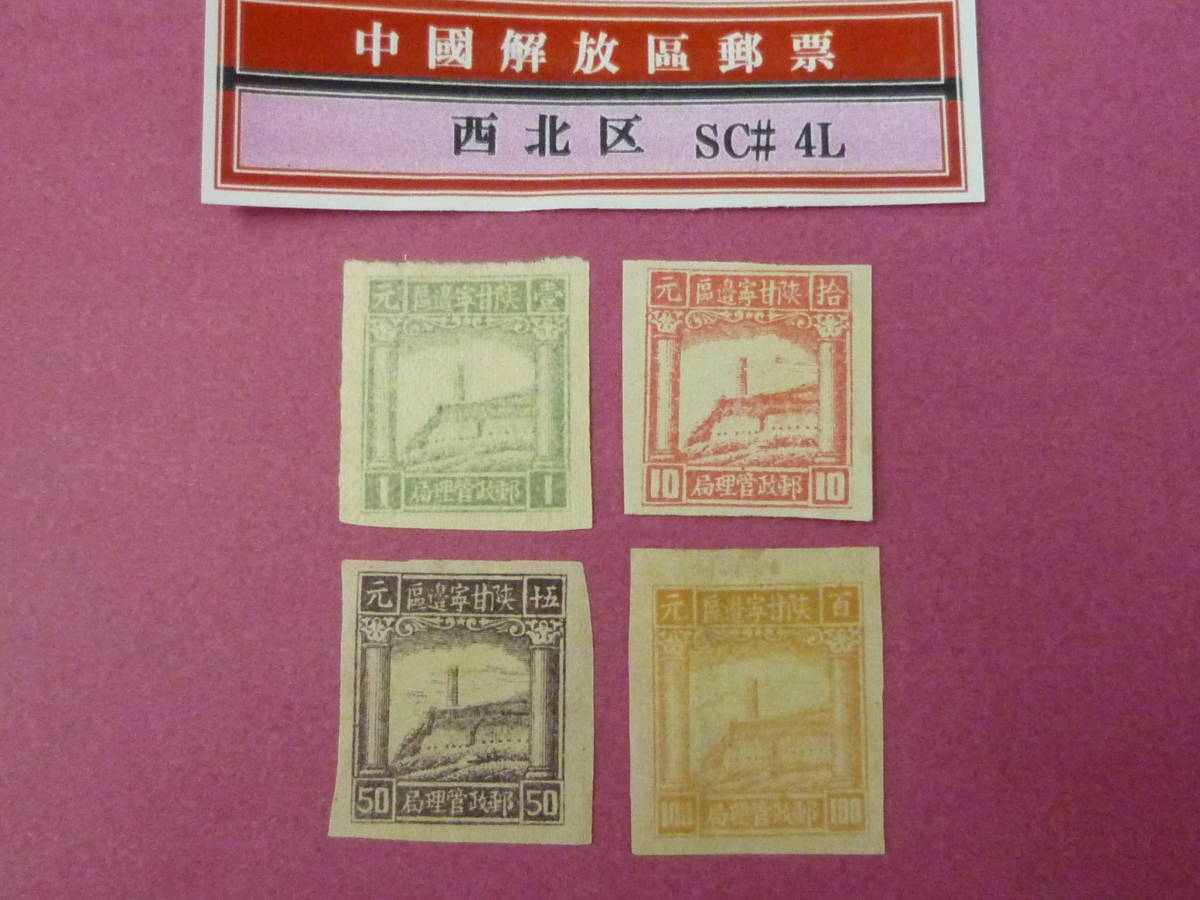 中國解放區郵票
西北区 SC# 4L
壹 陝甘寧邊區 元
1 郵政管理局 1
拾 陝甘寧邊區 元
10 郵政管理局 10
五十 陝甘寧邊區 元
50 郵政管理局 50
百 陝甘寧邊區 元
100 郵政管理局 100